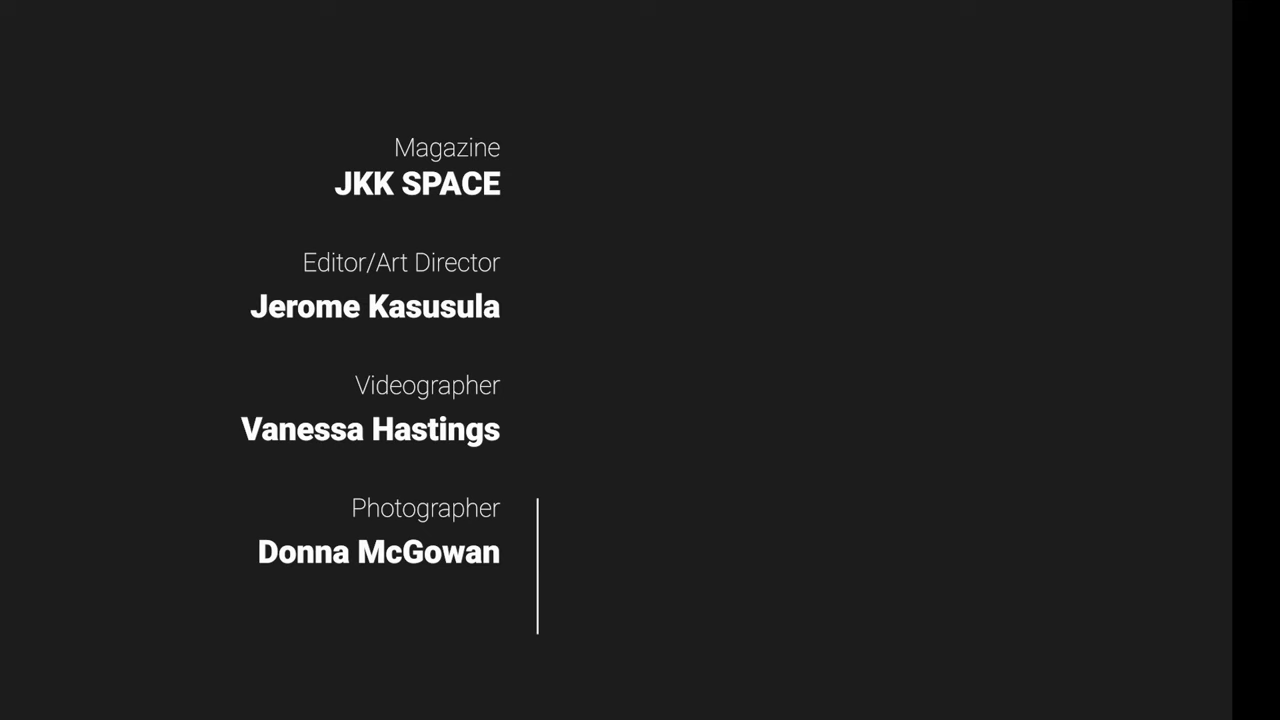 Magazine
JKK SPACE
Editor/Art Director
Jerome Kasusula
Videographer
Vanessa Hastings
Photographer
Donna McGowan